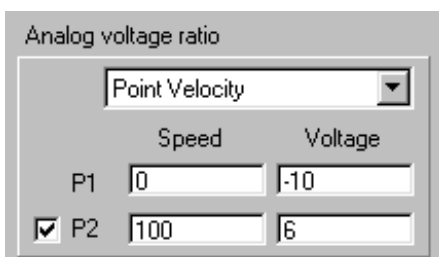 Analog voltage ratio
Point Velocity
Speed Voltage
P1 0 -10
P2 100 6